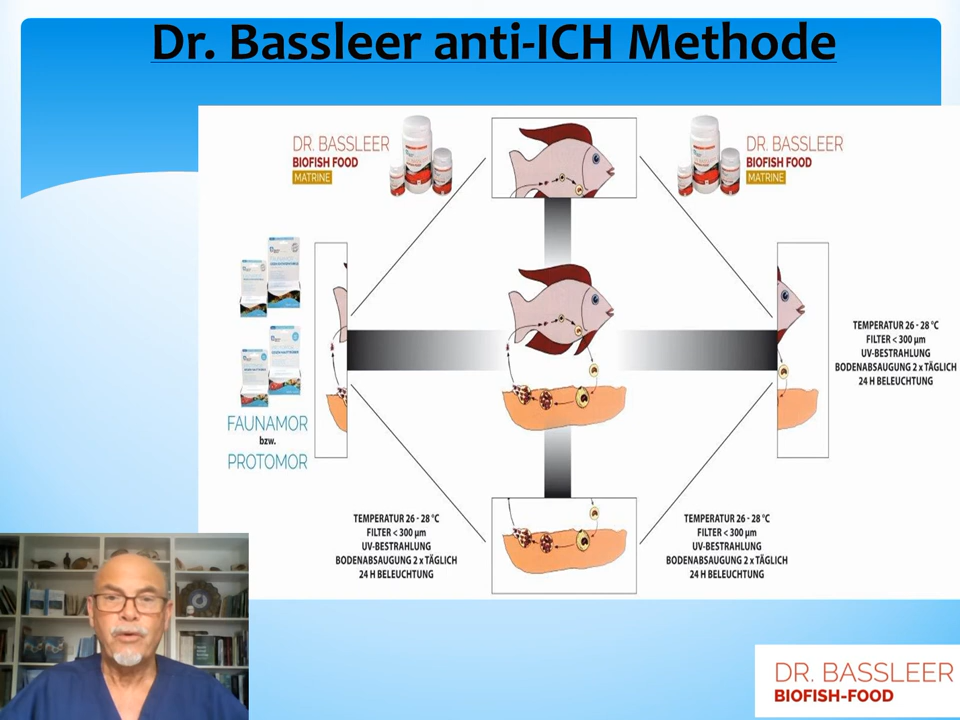 Dr. Bassleer anti-ICH Methode
DR. BASSLEER
BIOFISH FOOD
MATRINE
DR. BASSLEER
BIOFISH FOOD
MATRINE
FAUNAMOR
bzw.
PROTOMOR
TEMPERATUR 26 - 28 °C
FILTER < 300 µm
UV-BESTRAHLUNG
BODENABSAUGUNG 2 x TÄGLICH
24 H BELEUCHTUNG
TEMPERATUR 26 - 28 °C
FILTER < 300 µm
UV-BESTRAHLUNG
BODENABSAUGUNG 2 x TÄGLICH
24 H BELEUCHTUNG
TEMPERATUR 26 - 28 °C
FILTER < 300 µm
UV-BESTRAHLUNG
BODENABSAUGUNG 2 x TÄGLICH
24 H BELEUCHTUNG
DR. BASSLEER
BIOFISH-FOOD